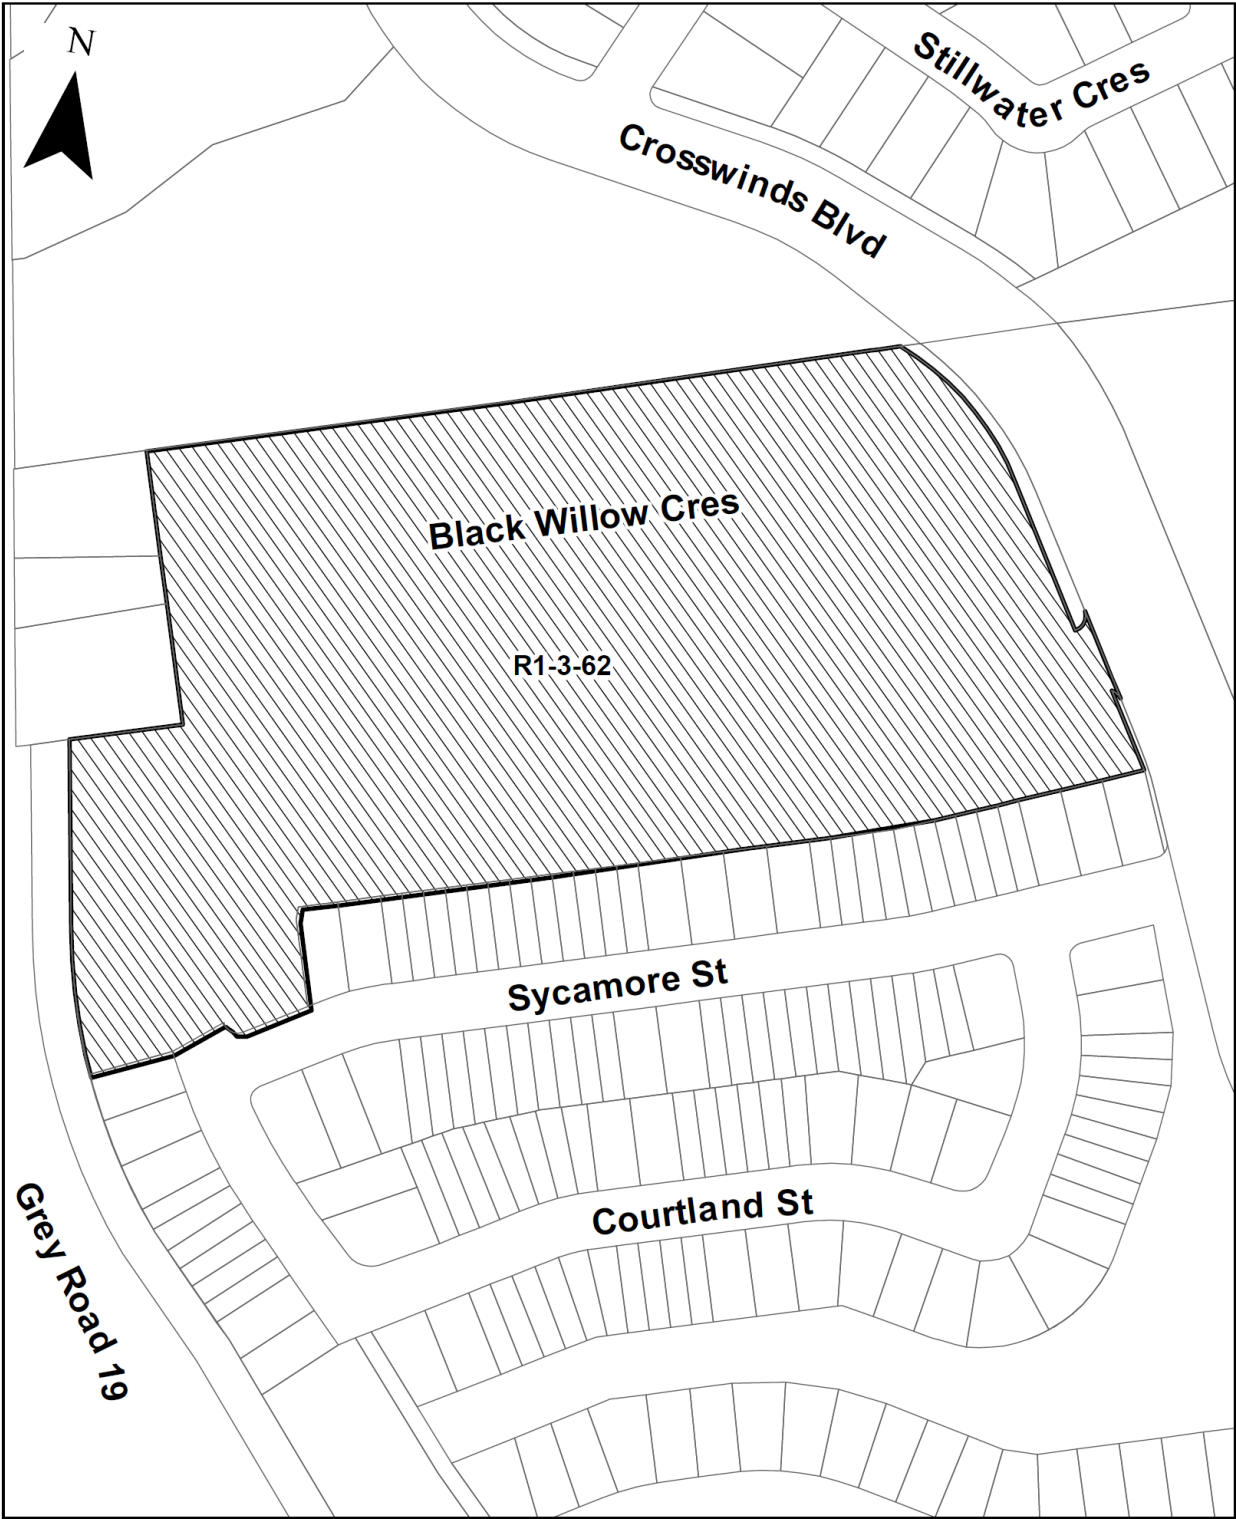 N
Stillwater Cres
Crosswinds Blvd
Black Willow Cres
R1-3-62
Sycamore St
Courtland St
Grey Road 19